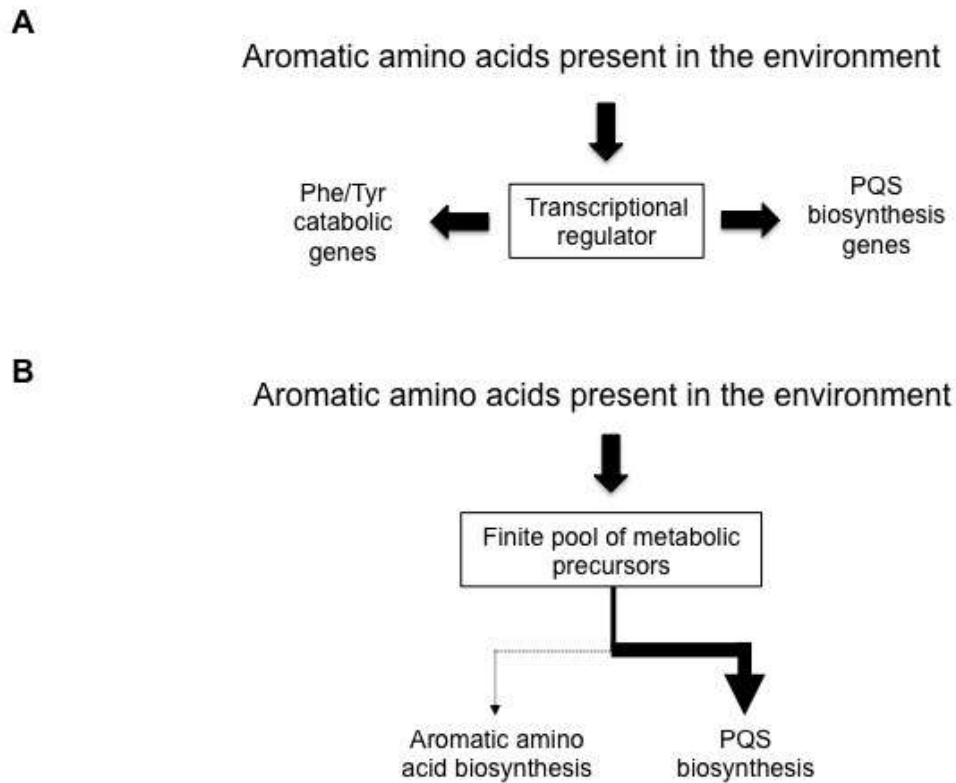 A
Aromatic amino acids present in the environment
Phe/Tyr
catabolic
genes
Transcriptional
regulator
PQS
biosynthesis
genes
B
Aromatic amino acids present in the environment
Finite pool of metabolic
precursors
Aromatic amino
acid biosynthesis
PQS
biosynthesis